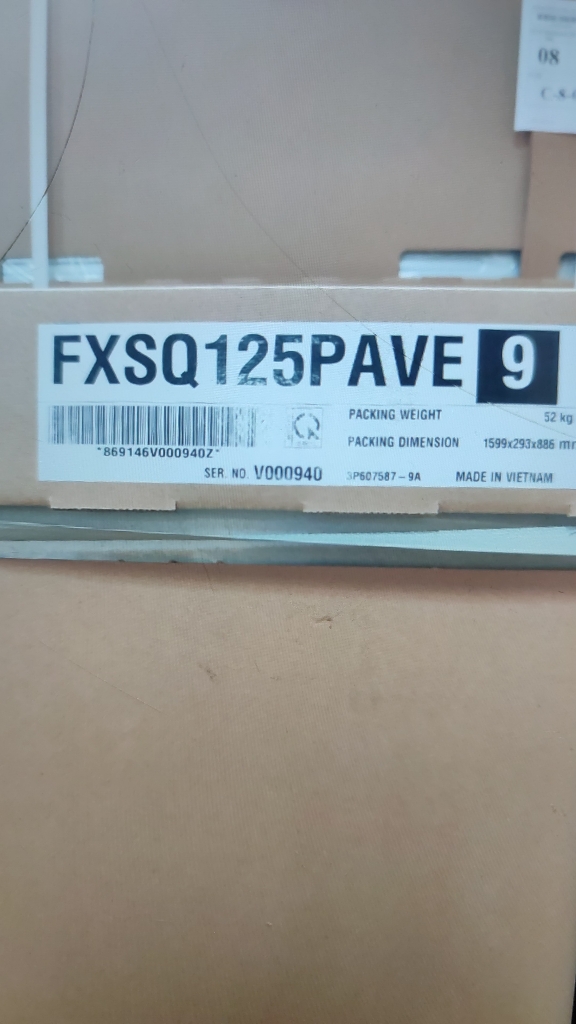 08
FXSQ125PAVE 9
PACKING WEIGHT 52 kg
PACKING DIMENSION 1599x293x886
*869146V000940Z*
SER. NO. V000940 3P607587-9A MADE IN VIETNAM